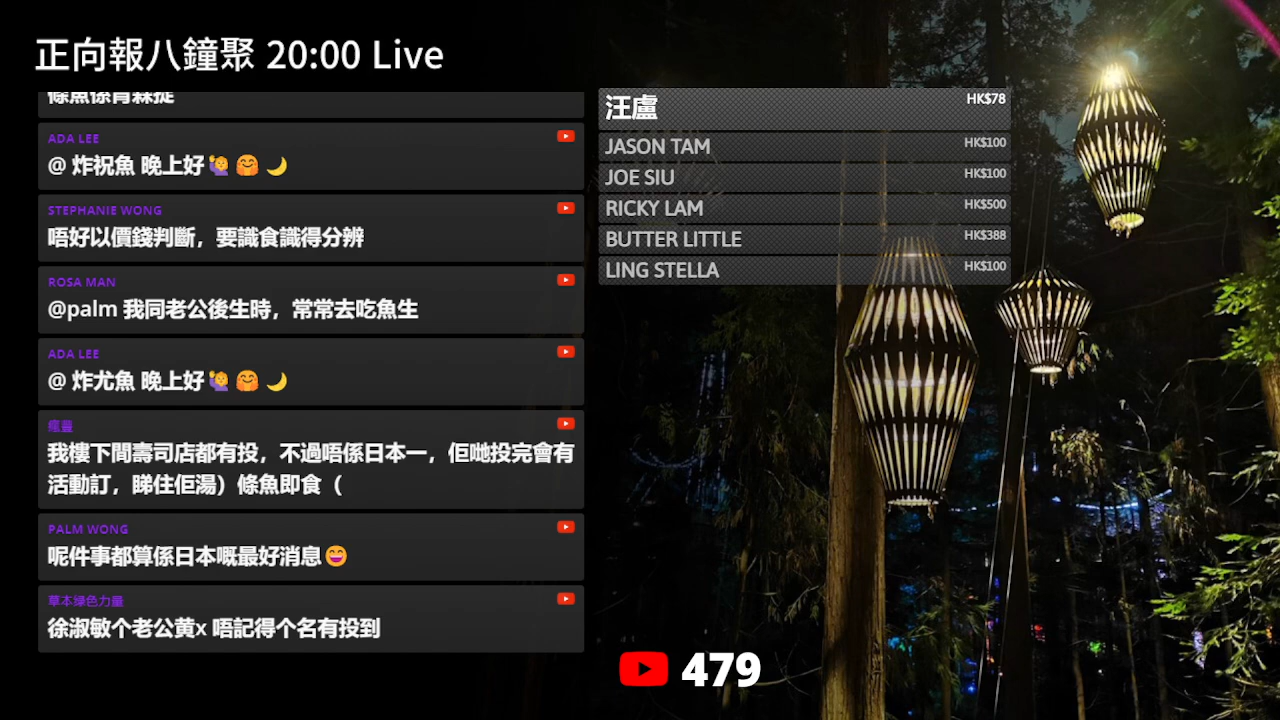 正向報八鐘聚 20:00 Live
ADA LEE
@ 炸祝魚 晚上好🙋🤗🌙
STEPHANIE WONG
唔好以價錢判斷，要識食識得分辨
ROSA MAN
@palm 我同老公後生時，常常去吃魚生
ADA LEE
@ 炸尤魚 晚上好🙋🤗🌙
瘋豐
我樓下間壽司店都有投，不過唔係日本一，佢哋投完會有
活動訂，睇住佢湯）條魚即食（
PALM WONG
呢件事都算係日本嘅最好消息😄
草本绿色力量
徐淑敏个老公黄x 唔記得个名有投到
汪盧 HK$78
JASON TAM HK$100
JOE SIU HK$100
RICKY LAM HK$500
BUTTER LITTLE HK$388
LING STELLA HK$100
479